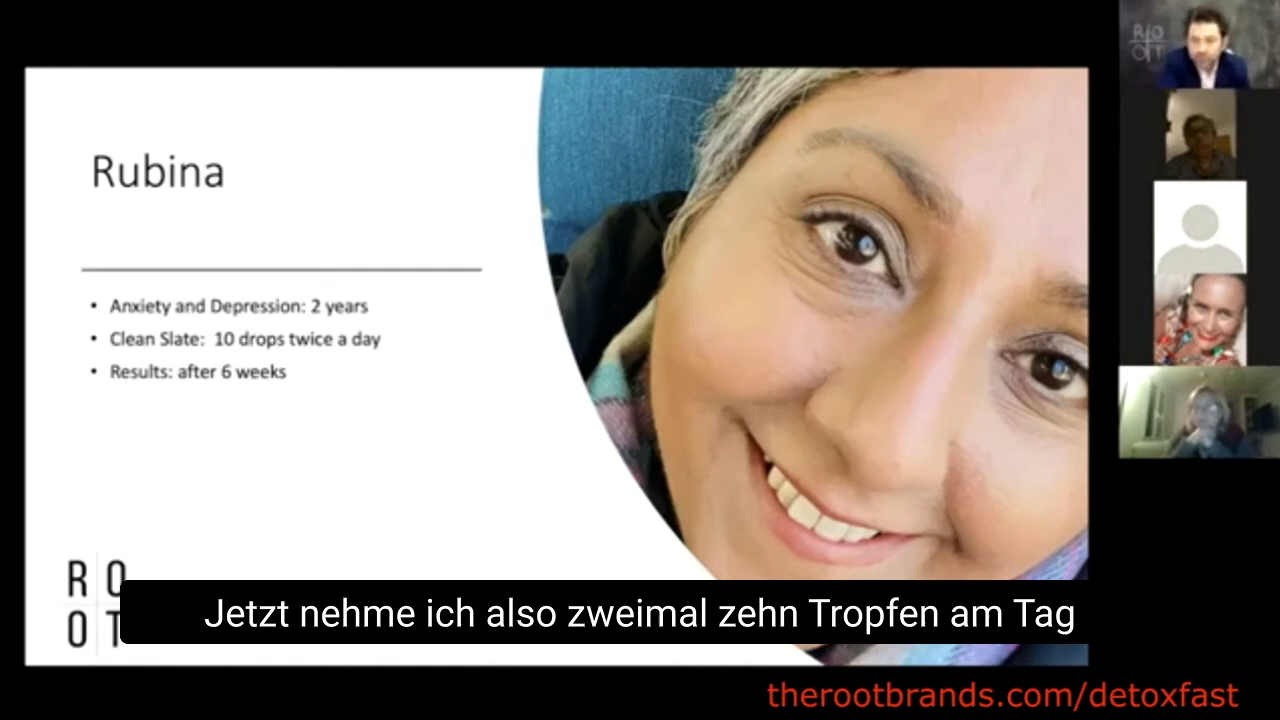 Rubina
• Anxiety and Depression: 2 years
• Clean Slate: 10 drops twice a day
• Results: after 6 weeks
R O
O T
Jetzt nehme ich also zweimal zehn Tropfen am Tag
therootbrands.com/detoxfast
R O
O T